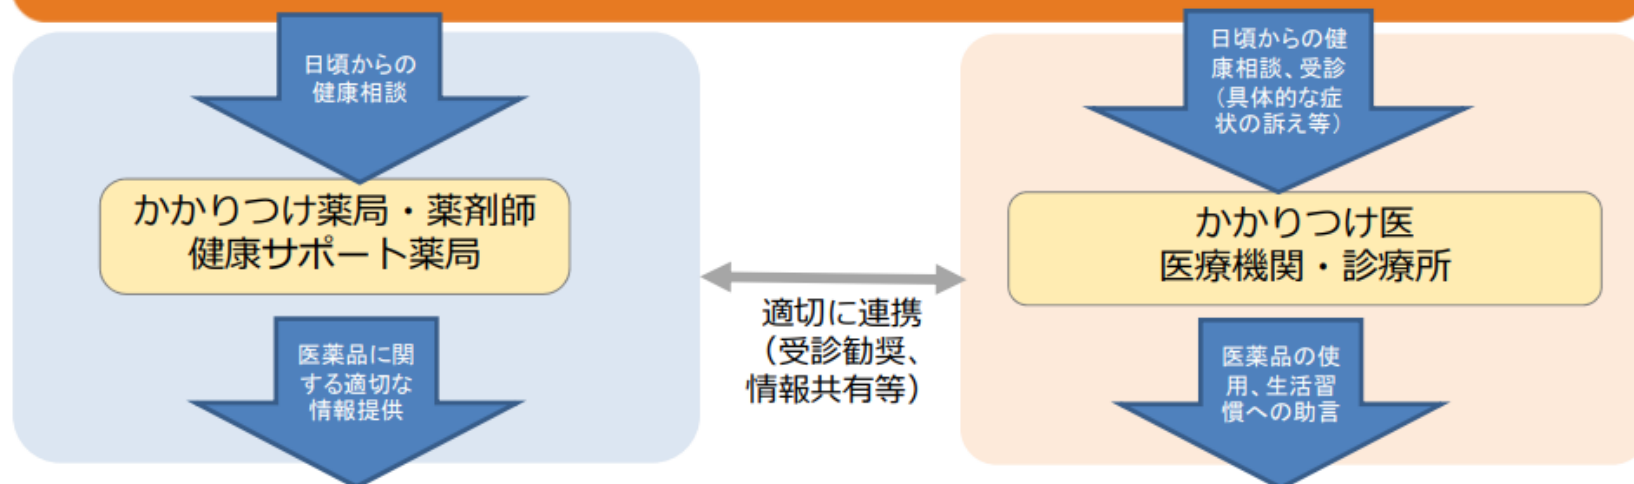 日頃からの
健康相談
かかりつけ薬局・薬剤師
健康サポート薬局
医薬品に関
する適切な
情報提供
適切に連携
（受診勧奨、
情報共有等）
日頃からの健
康相談、受診
（具体的な症
状の訴え等）
かかりつけ医
医療機関・診療所
医薬品の使
用、生活習
慣への助言